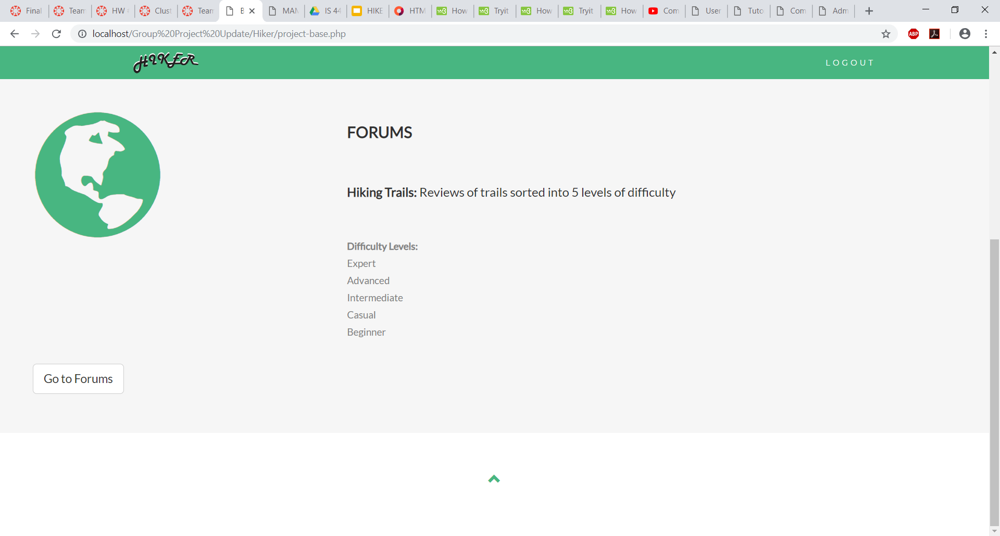 Final
Team
HW
Clust
Team
B
MAM
IS 44
HIKE
HTM
How
Tryit
How
Tryit
How
Com
User
Tuto
Com
Adm
localhost/Group%20Project%20Update/Hiker/project-base.php
ABP
HIKER
LOGOUT
FORUMS
Hiking Trails: Reviews of trails sorted into 5 levels of difficulty
Difficulty Levels:
Expert
Advanced
Intermediate
Casual
Beginner
Go to Forums